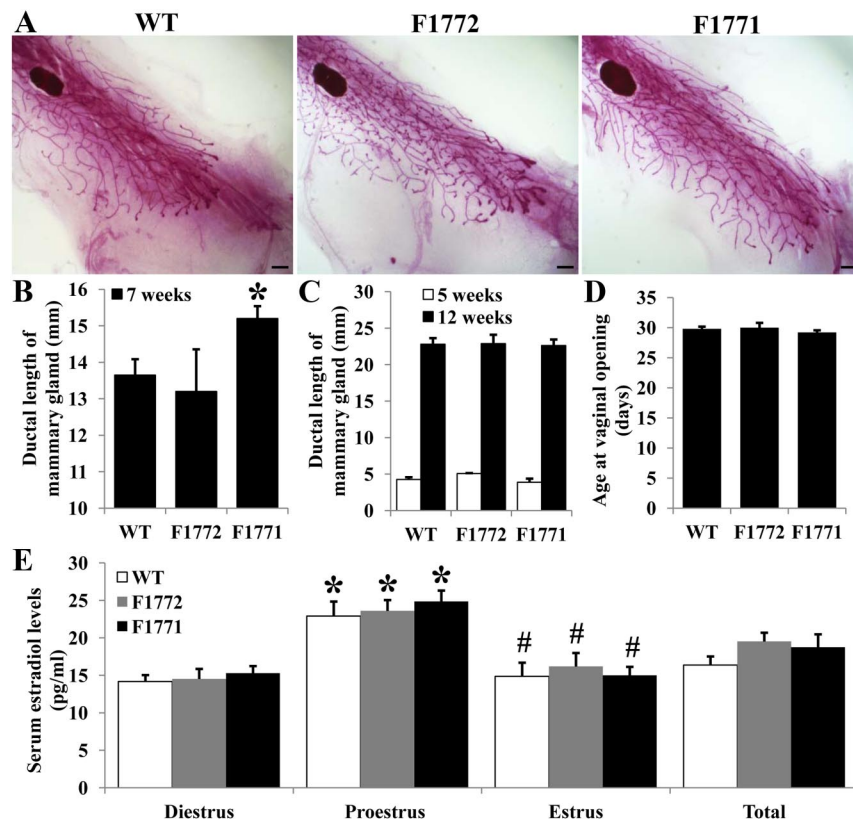 A WT F1772 F1771
B
16
15
14
13
12
11
10
Ductal length of
mammary gland (mm)
7 weeks
*
WT F1772 F1771
C
30
25
20
15
10
5
0
Ductal length of
mammary gland (mm)
5 weeks
12 weeks
WT F1772 F1771
D
35
30
25
20
15
10
5
0
Age at vaginal opening
(days)
WT F1772 F1771
E
30
25
20
15
10
5
0
Serum estradiol levels
(pg/ml)
WT
F1772
F1771
* * *
# # #
Diestrus Proestrus Estrus Total